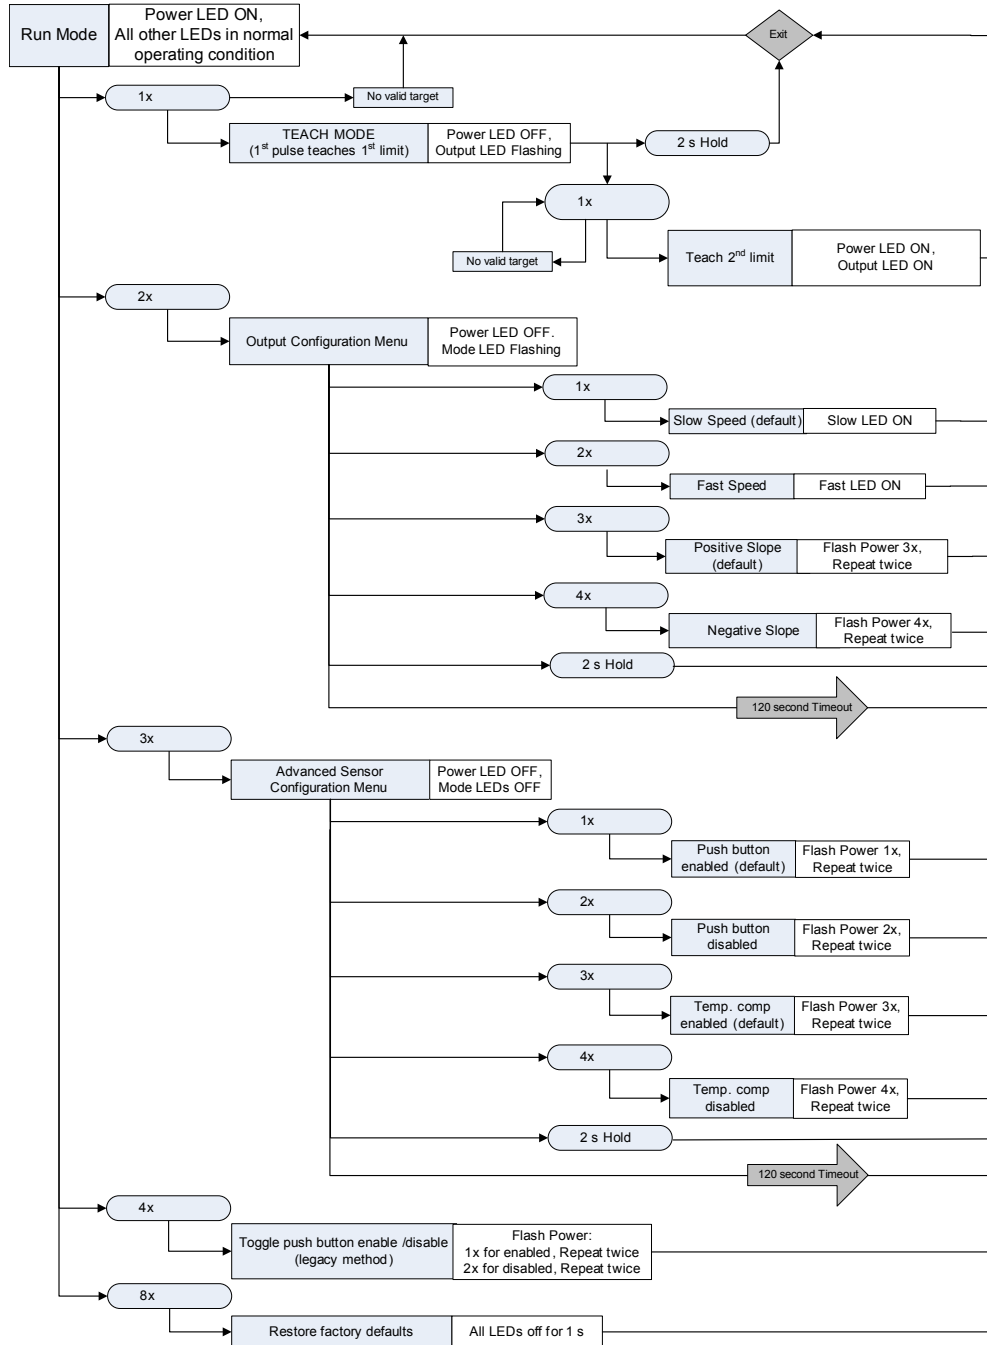 Run Mode
Power LED ON,
All other LEDs in normal
operating condition
Exit
1x
No valid target
TEACH MODE
(1st pulse teaches 1st limit)
Power LED OFF,
Output LED Flashing
2 s Hold
1x
No valid target
Teach 2nd limit
Power LED ON,
Output LED ON
2x
Output Configuration Menu
Power LED OFF.
Mode LED Flashing
1x
Slow Speed (default)
Slow LED ON
2x
Fast Speed
Fast LED ON
3x
Positive Slope
(default)
Flash Power 3x,
Repeat twice
4x
Negative Slope
Flash Power 4x,
Repeat twice
2 s Hold
120 second Timeout
3x
Advanced Sensor
Configuration Menu
Power LED OFF,
Mode LEDs OFF
1x
Push button
enabled (default)
Flash Power 1x,
Repeat twice
2x
Push button
disabled
Flash Power 2x,
Repeat twice
3x
Temp. comp
enabled (default)
Flash Power 3x,
Repeat twice
4x
Temp. comp
disabled
Flash Power 4x,
Repeat twice
2 s Hold
120 second Timeout
4x
Toggle push button enable /disable
(legacy method)
Flash Power:
1x for enabled, Repeat twice
2x for disabled, Repeat twice
8x
Restore factory defaults
All LEDs off for 1 s